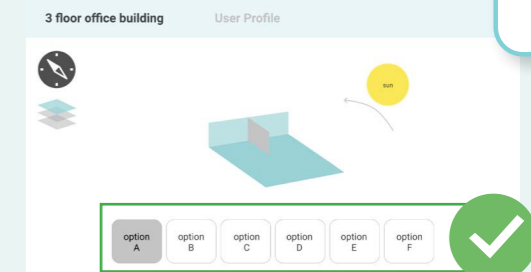 3 floor office building User Profile
sun
option A
option B
option C
option D
option E
option F